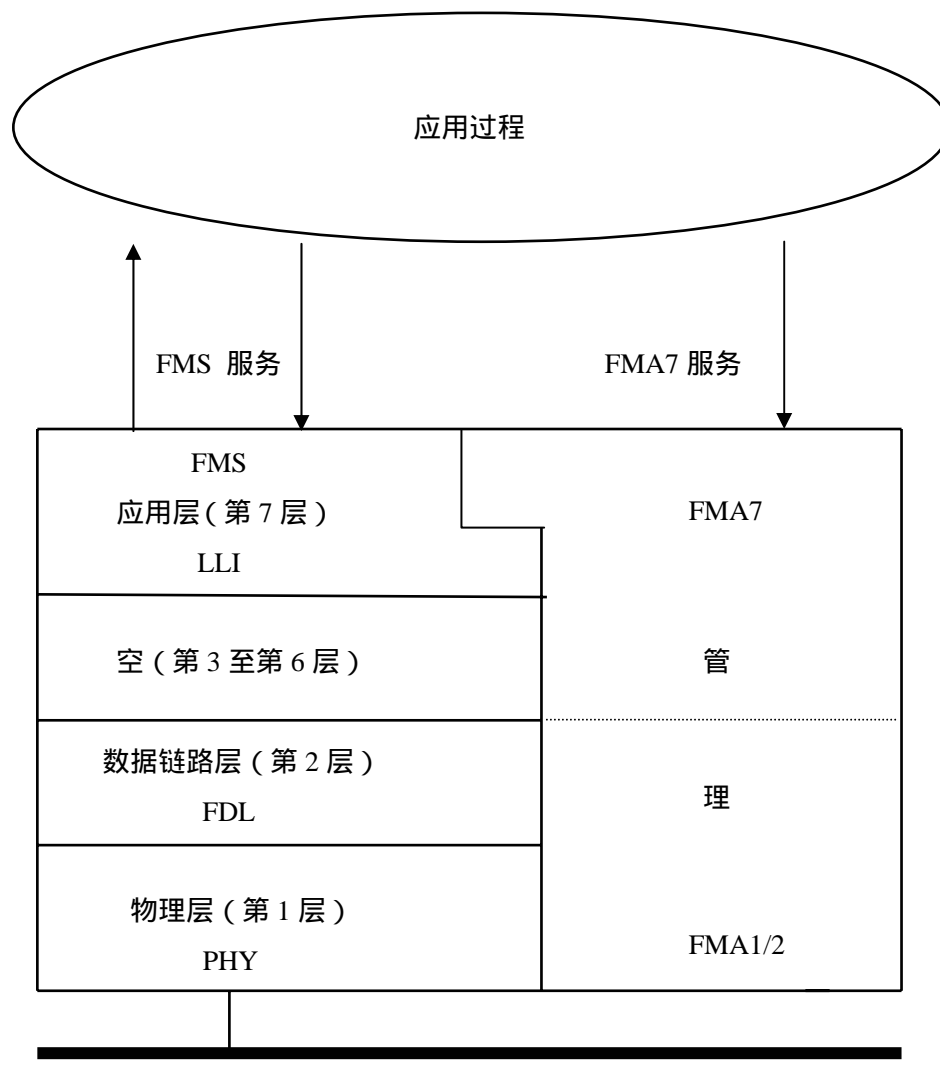 应用过程
FMS 服务
FMA7 服务
FMS
应用层(第 7 层)
LLI
FMA7
空(第 3 至第 6 层)
管
数据链路层(第 2 层)
FDL
理
物理层(第 1 层)
PHY
FMA1/2